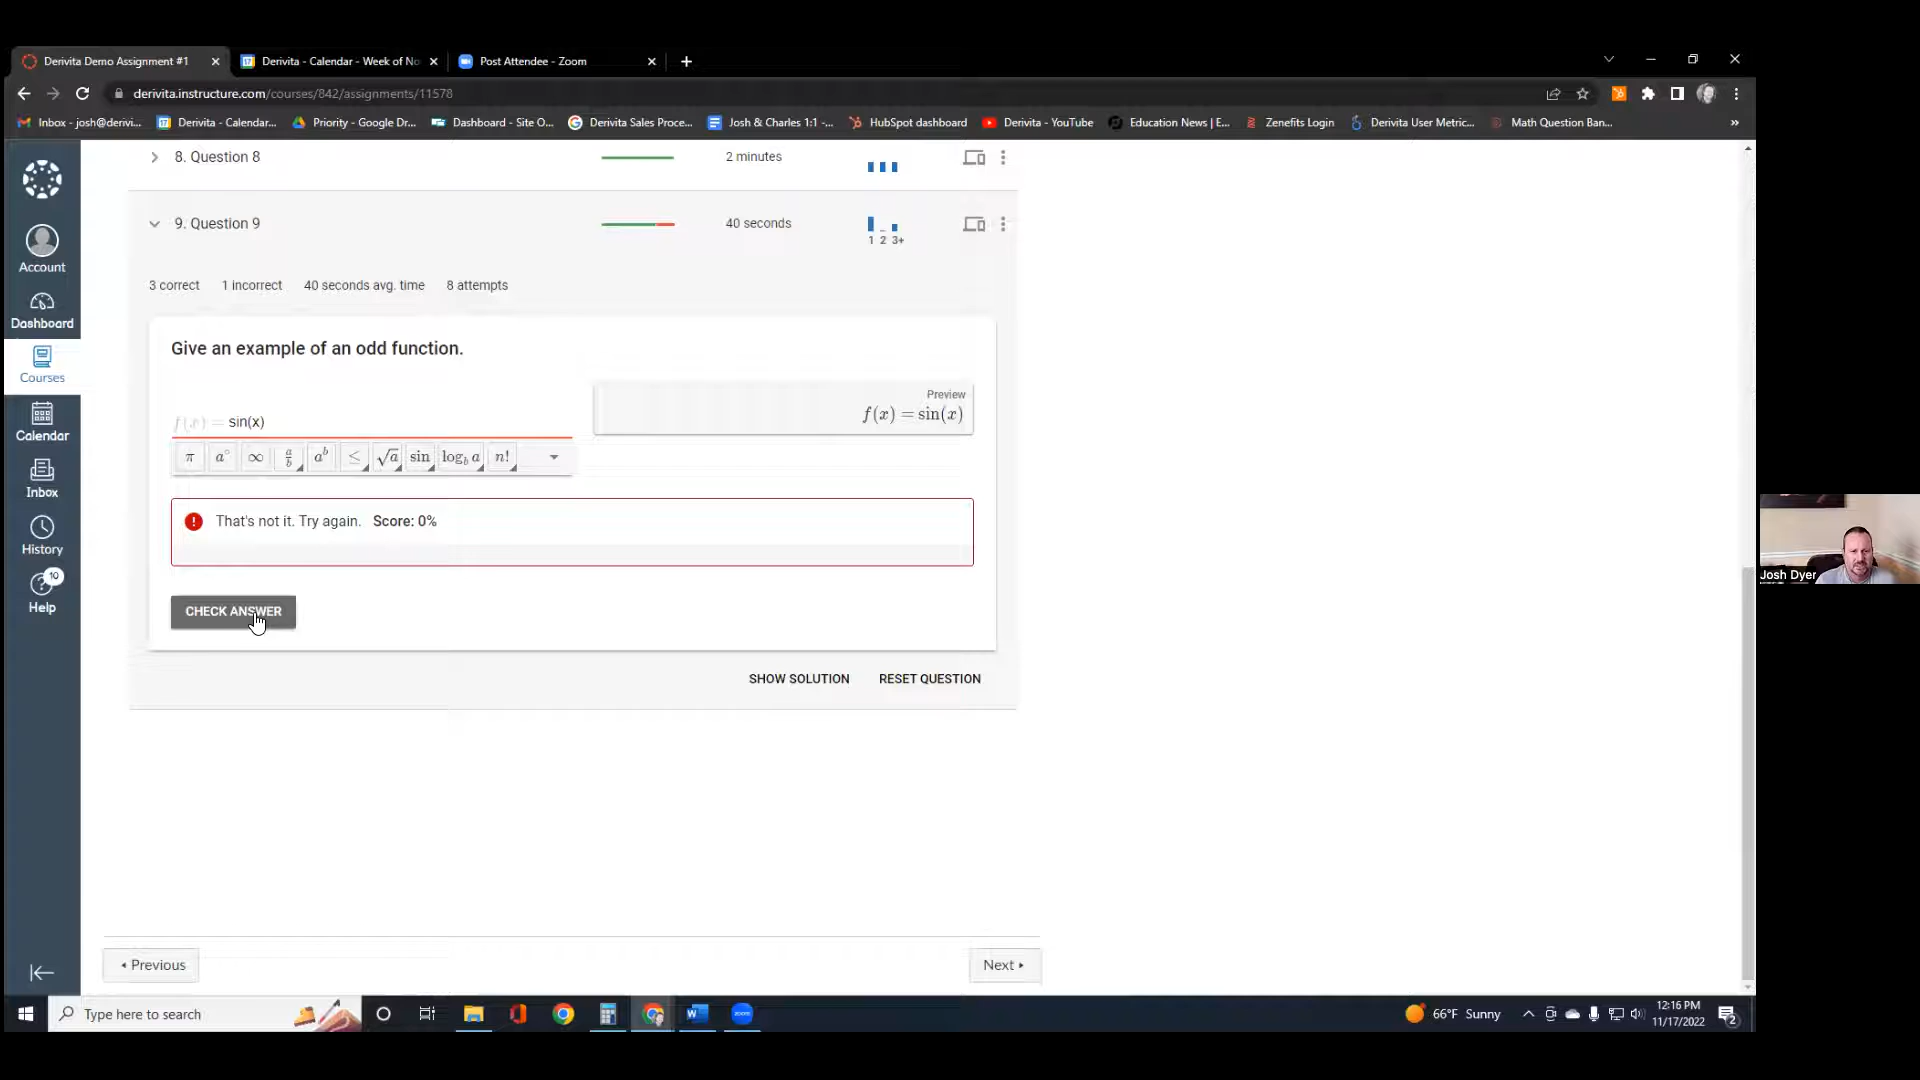 Derivita Demo Assignment #1
Derivita - Calendar - Week of No
Post Attendee - Zoom
derivita.instructure.com/courses/842/assignments/11578
Inbox - josh@derivi...
Derivita - Calendar...
Priority - Google Dr...
Dashboard - Site O...
Derivita Sales Proce...
Josh & Charles 1:1 -...
HubSpot dashboard
Derivita - YouTube
Education News | E...
Zenefits Login
Derivita User Metric...
Math Question Ban...
»
Account
Dashboard
Courses
Calendar
Inbox
History
10
Help
8. Question 8
2 minutes
9. Question 9
40 seconds
1 2 3+
3 correct 1 incorrect 40 seconds avg. time 8 attempts
Give an example of an odd function.
f(x) = sin(x)
Preview
f(x) = sin(x)
π a° ∞ a/b a^b ≤ √a sin log_b a n!
! That's not it. Try again. Score: 0%
CHECK ANSWER
SHOW SOLUTION RESET QUESTION
Previous
Next
Josh Dyer
Type here to search
zoom
66°F Sunny
12:16 PM
11/17/2022
2